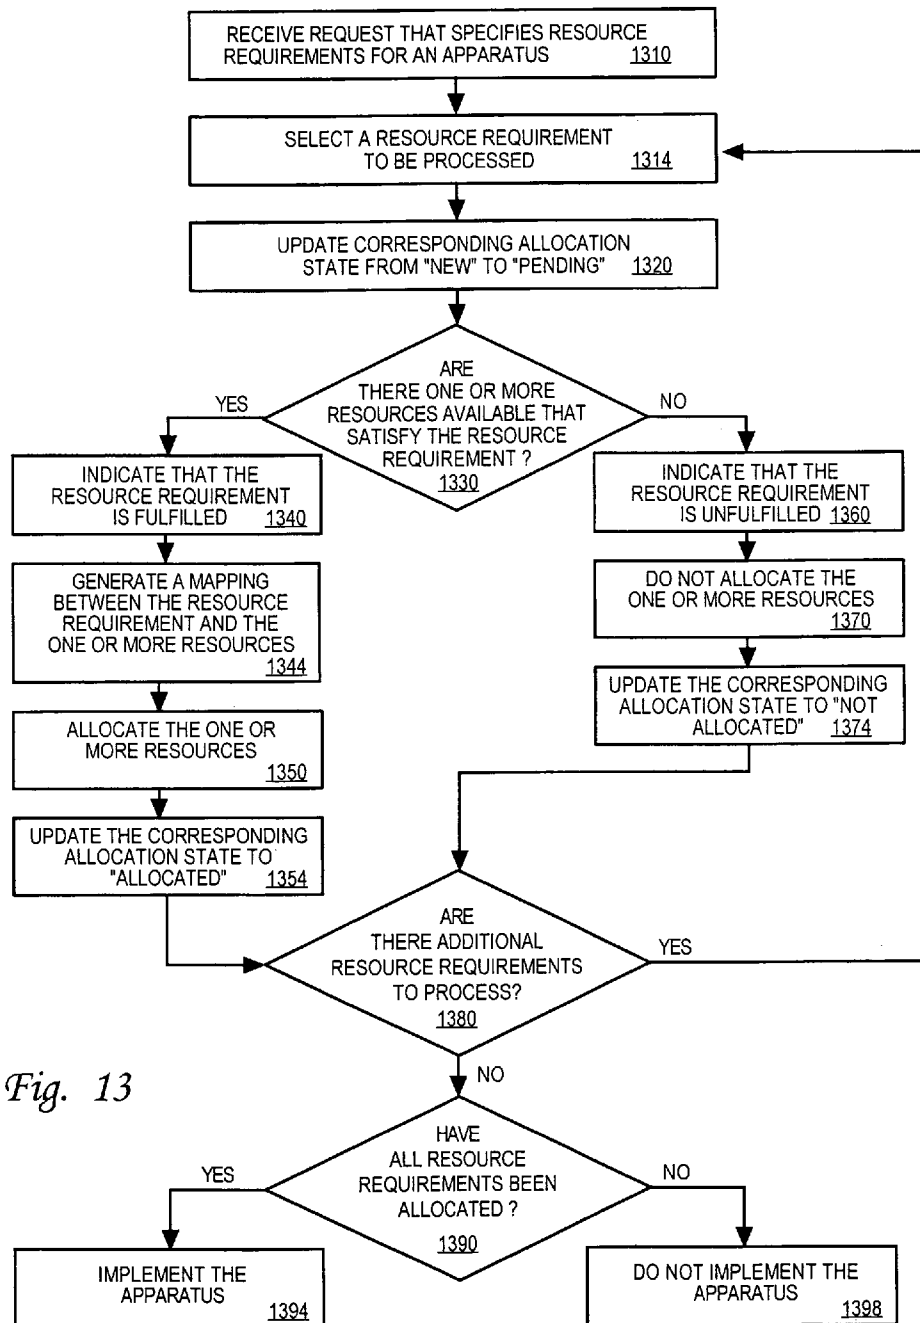 RECEIVE REQUEST THAT SPECIFIES RESOURCE
REQUIREMENTS FOR AN APPARATUS 1310
SELECT A RESOURCE REQUIREMENT
TO BE PROCESSED 1314
UPDATE CORRESPONDING ALLOCATION
STATE FROM "NEW" TO "PENDING" 1320
ARE
THERE ONE OR MORE
RESOURCES AVAILABLE THAT
SATISFY THE RESOURCE
REQUIREMENT ?
1330
YES
NO
INDICATE THAT THE
RESOURCE REQUIREMENT
IS FULFILLED 1340
GENERATE A MAPPING
BETWEEN THE RESOURCE
REQUIREMENT AND THE
ONE OR MORE RESOURCES
1344
ALLOCATE THE ONE OR
MORE RESOURCES
1350
UPDATE THE CORRESPONDING
ALLOCATION STATE TO
"ALLOCATED" 1354
INDICATE THAT THE
RESOURCE REQUIREMENT
IS UNFULFILLED 1360
DO NOT ALLOCATE THE
ONE OR MORE RESOURCES
1370
UPDATE THE CORRESPONDING
ALLOCATION STATE TO "NOT
ALLOCATED" 1374
ARE
THERE ADDITIONAL
RESOURCE REQUIREMENTS
TO PROCESS?
1380
YES
NO
Fig. 13
HAVE
ALL RESOURCE
REQUIREMENTS BEEN
ALLOCATED ?
1390
YES
NO
IMPLEMENT THE
APPARATUS
1394
DO NOT IMPLEMENT THE
APPARATUS
1398